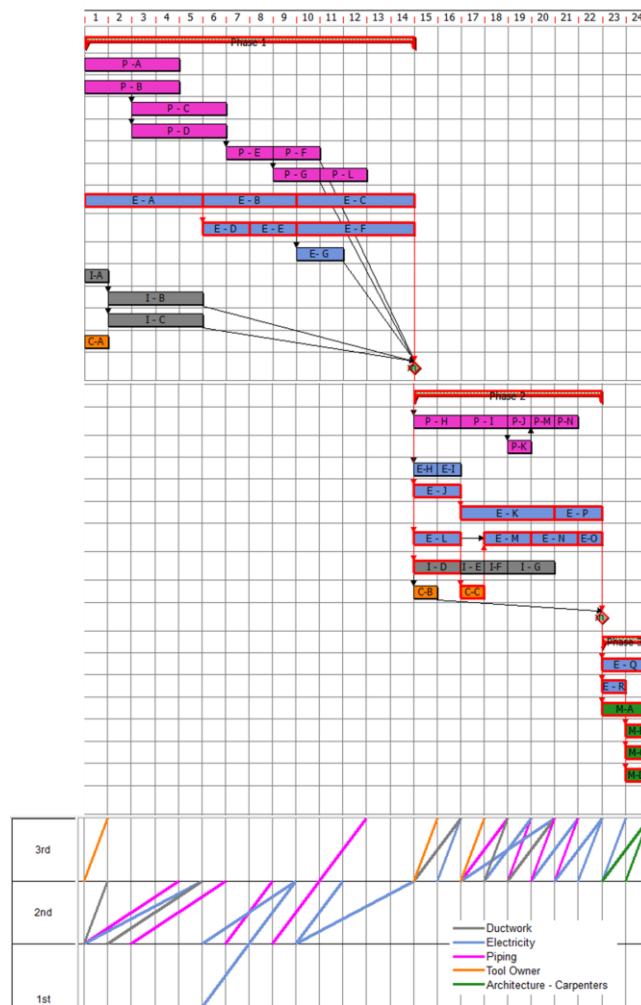 1 2 3 4 5 6 7 8 9 10 11 12 13 14 15 16 17 18 19 20 21 22 23 24
Phase 1
P -A
P - B
P - C
P - D
P - E P - F
P - G P - L
E - A E - B E - C
E - D E - E E - F
E- G
I-A
I - B
I - C
C-A
Phase 2
P - H P - I P-J P-M P-N
P-K
E-H E-I
E - J
E - K E - P
E - L E - M E - N E-O
I - D I - E I-F I - G
C-B C-C
Phase
E - Q
E - R
M-A
3rd
2nd
1st
Ductwork
Electricity
Piping
Tool Owner
Architecture - Carpenters